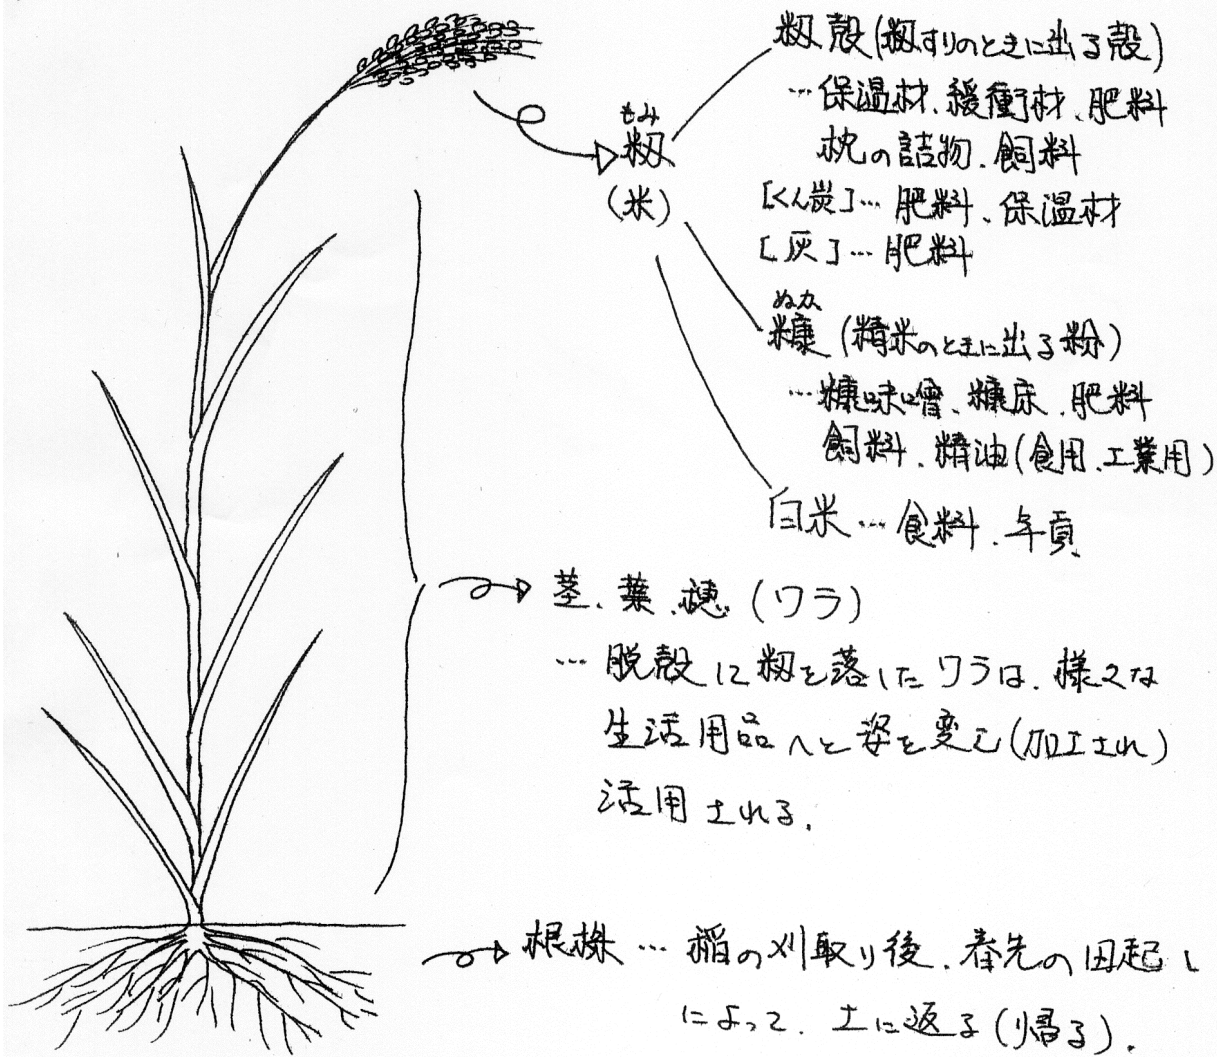 籾殻(籾すりのときに出る殻)
…保温材、緩衝材、肥料
枕の詰物、飼料
[くん炭]…肥料、保温材
[灰]…肥料
もみ
籾
(米)
ぬか
糠(精米のときに出る粉)
…糠味噌、糠床、肥料
飼料、精油(食用、工業用)
白米…食料、年貢
茎、葉、穂(ワラ)
…脱穀に籾を落したワラは、様々な
生活用品へと姿を変え(加工され)
活用される。
根株…稲の刈取り後、春先の田起し
によって、土に返る(帰る)。